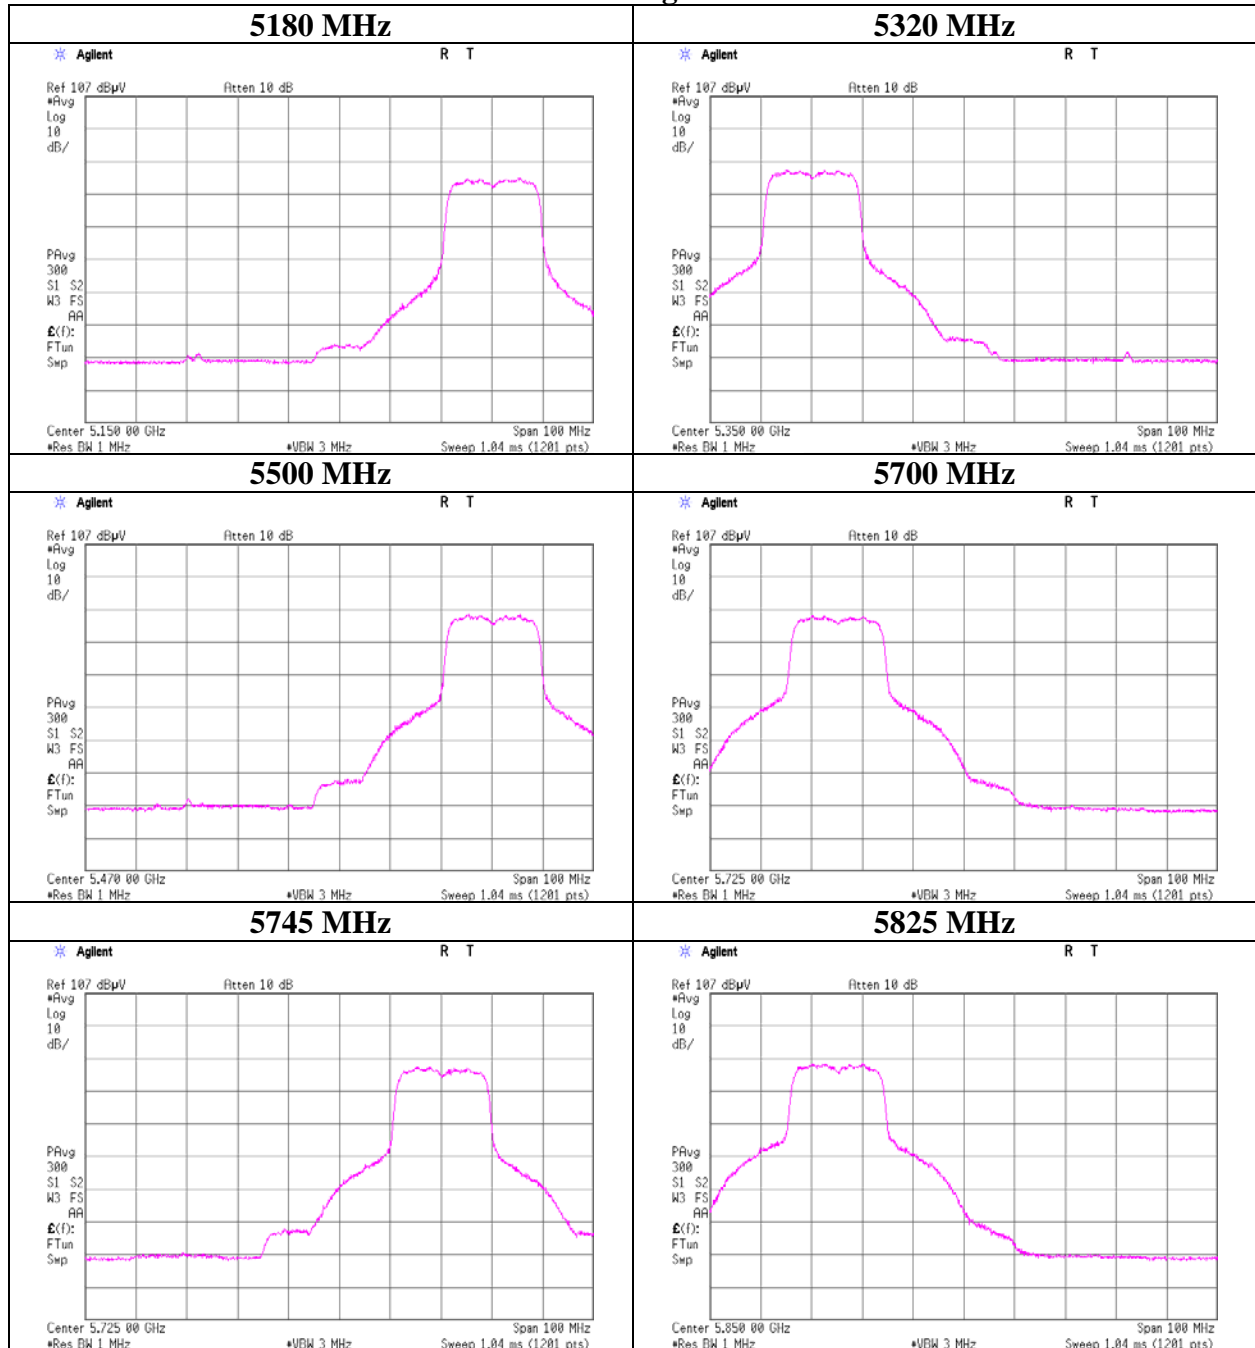 5180 MHz 5320 MHz
Agilent R T
Ref 107 dBµV Atten 10 dB
#Avg
Log
10
dB/
PAvg
300
S1 S2
W3 FS
AA
£(f):
FTun
Swp
Center 5.150 00 GHz Span 100 MHz
#Res BW 1 MHz #VBW 3 MHz Sweep 1.04 ms (1201 pts)
Agilent R T
Ref 107 dBµV Atten 10 dB
#Avg
Log
10
dB/
PAvg
300
S1 S2
W3 FS
AA
£(f):
FTun
Swp
Center 5.350 00 GHz Span 100 MHz
#Res BW 1 MHz #VBW 3 MHz Sweep 1.04 ms (1201 pts)
5500 MHz 5700 MHz
Agilent R T
Ref 107 dBµV Atten 10 dB
#Avg
Log
10
dB/
PAvg
300
S1 S2
W3 FS
AA
£(f):
FTun
Swp
Center 5.470 00 GHz Span 100 MHz
#Res BW 1 MHz #VBW 3 MHz Sweep 1.04 ms (1201 pts)
Agilent R T
Ref 107 dBµV Atten 10 dB
#Avg
Log
10
dB/
PAvg
300
S1 S2
W3 FS
AA
£(f):
FTun
Swp
Center 5.725 00 GHz Span 100 MHz
#Res BW 1 MHz #VBW 3 MHz Sweep 1.04 ms (1201 pts)
5745 MHz 5825 MHz
Agilent R T
Ref 107 dBµV Atten 10 dB
#Avg
Log
10
dB/
PAvg
300
S1 S2
W3 FS
AA
£(f):
FTun
Swp
Center 5.725 00 GHz Span 100 MHz
#Res BW 1 MHz #VBW 3 MHz Sweep 1.04 ms (1201 pts)
Agilent R T
Ref 107 dBµV Atten 10 dB
#Avg
Log
10
dB/
PAvg
300
S1 S2
W3 FS
AA
£(f):
FTun
Swp
Center 5.850 00 GHz Span 100 MHz
#Res BW 1 MHz #VBW 3 MHz Sweep 1.04 ms (1201 pts)